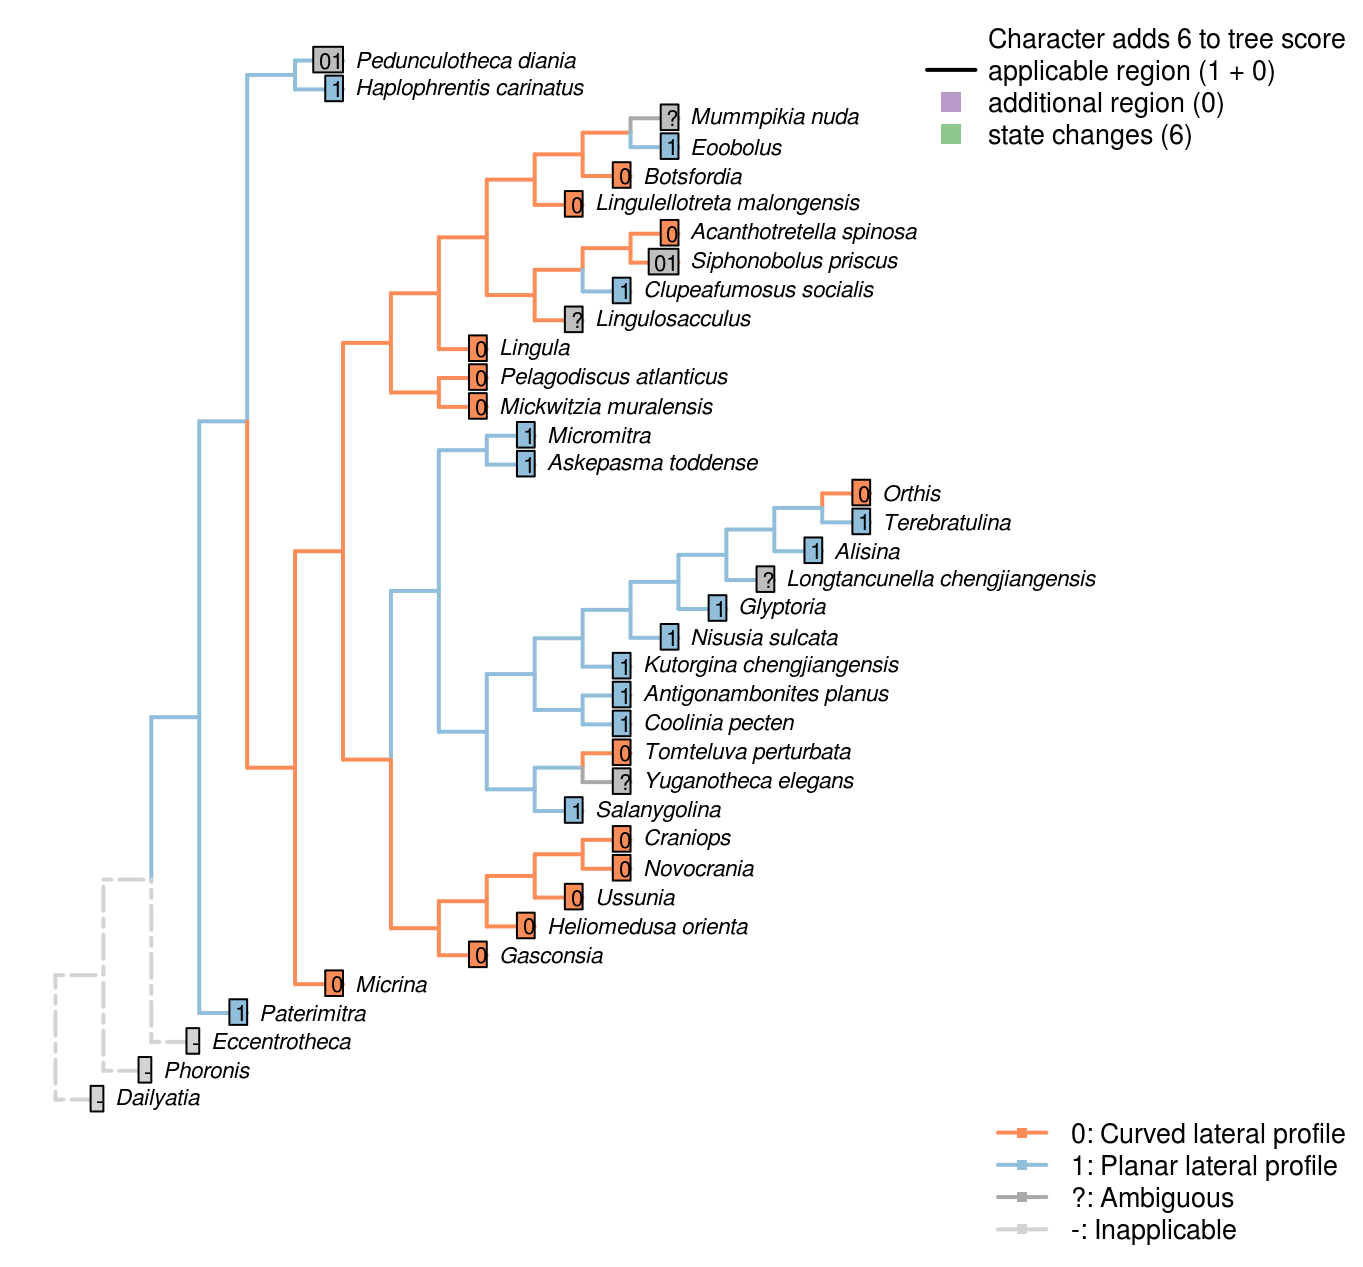 Character adds 6 to tree score
applicable region (1 + 0)
additional region (0)
state changes (6)
01 Pedunculotheca diania
1 Haplophrentis carinatus
? Mummpikia nuda
1 Eoobolus
0 Botsfordia
0 Lingulellotreta malongensis
0 Acanthotretella spinosa
01 Siphonobolus priscus
1 Clupeafumosus socialis
? Lingulosacculus
0 Lingula
0 Pelagodiscus atlanticus
0 Mickwitzia muralensis
1 Micromitra
1 Askepasma toddense
0 Orthis
1 Terebratulina
1 Alisina
? Longtancunella chengjiangensis
1 Glyptoria
1 Nisusia sulcata
1 Kutorgina chengjiangensis
1 Antigonambonites planus
1 Coolinia pecten
0 Tomteluva perturbata
? Yuganotheca elegans
1 Salanygolina
0 Craniops
0 Novocrania
0 Ussunia
0 Heliomedusa orienta
0 Gasconsia
0 Micrina
1 Paterimitra
- Eccentrotheca
- Phoronis
- Dailyatia
0: Curved lateral profile
1: Planar lateral profile
?: Ambiguous
-: Inapplicable